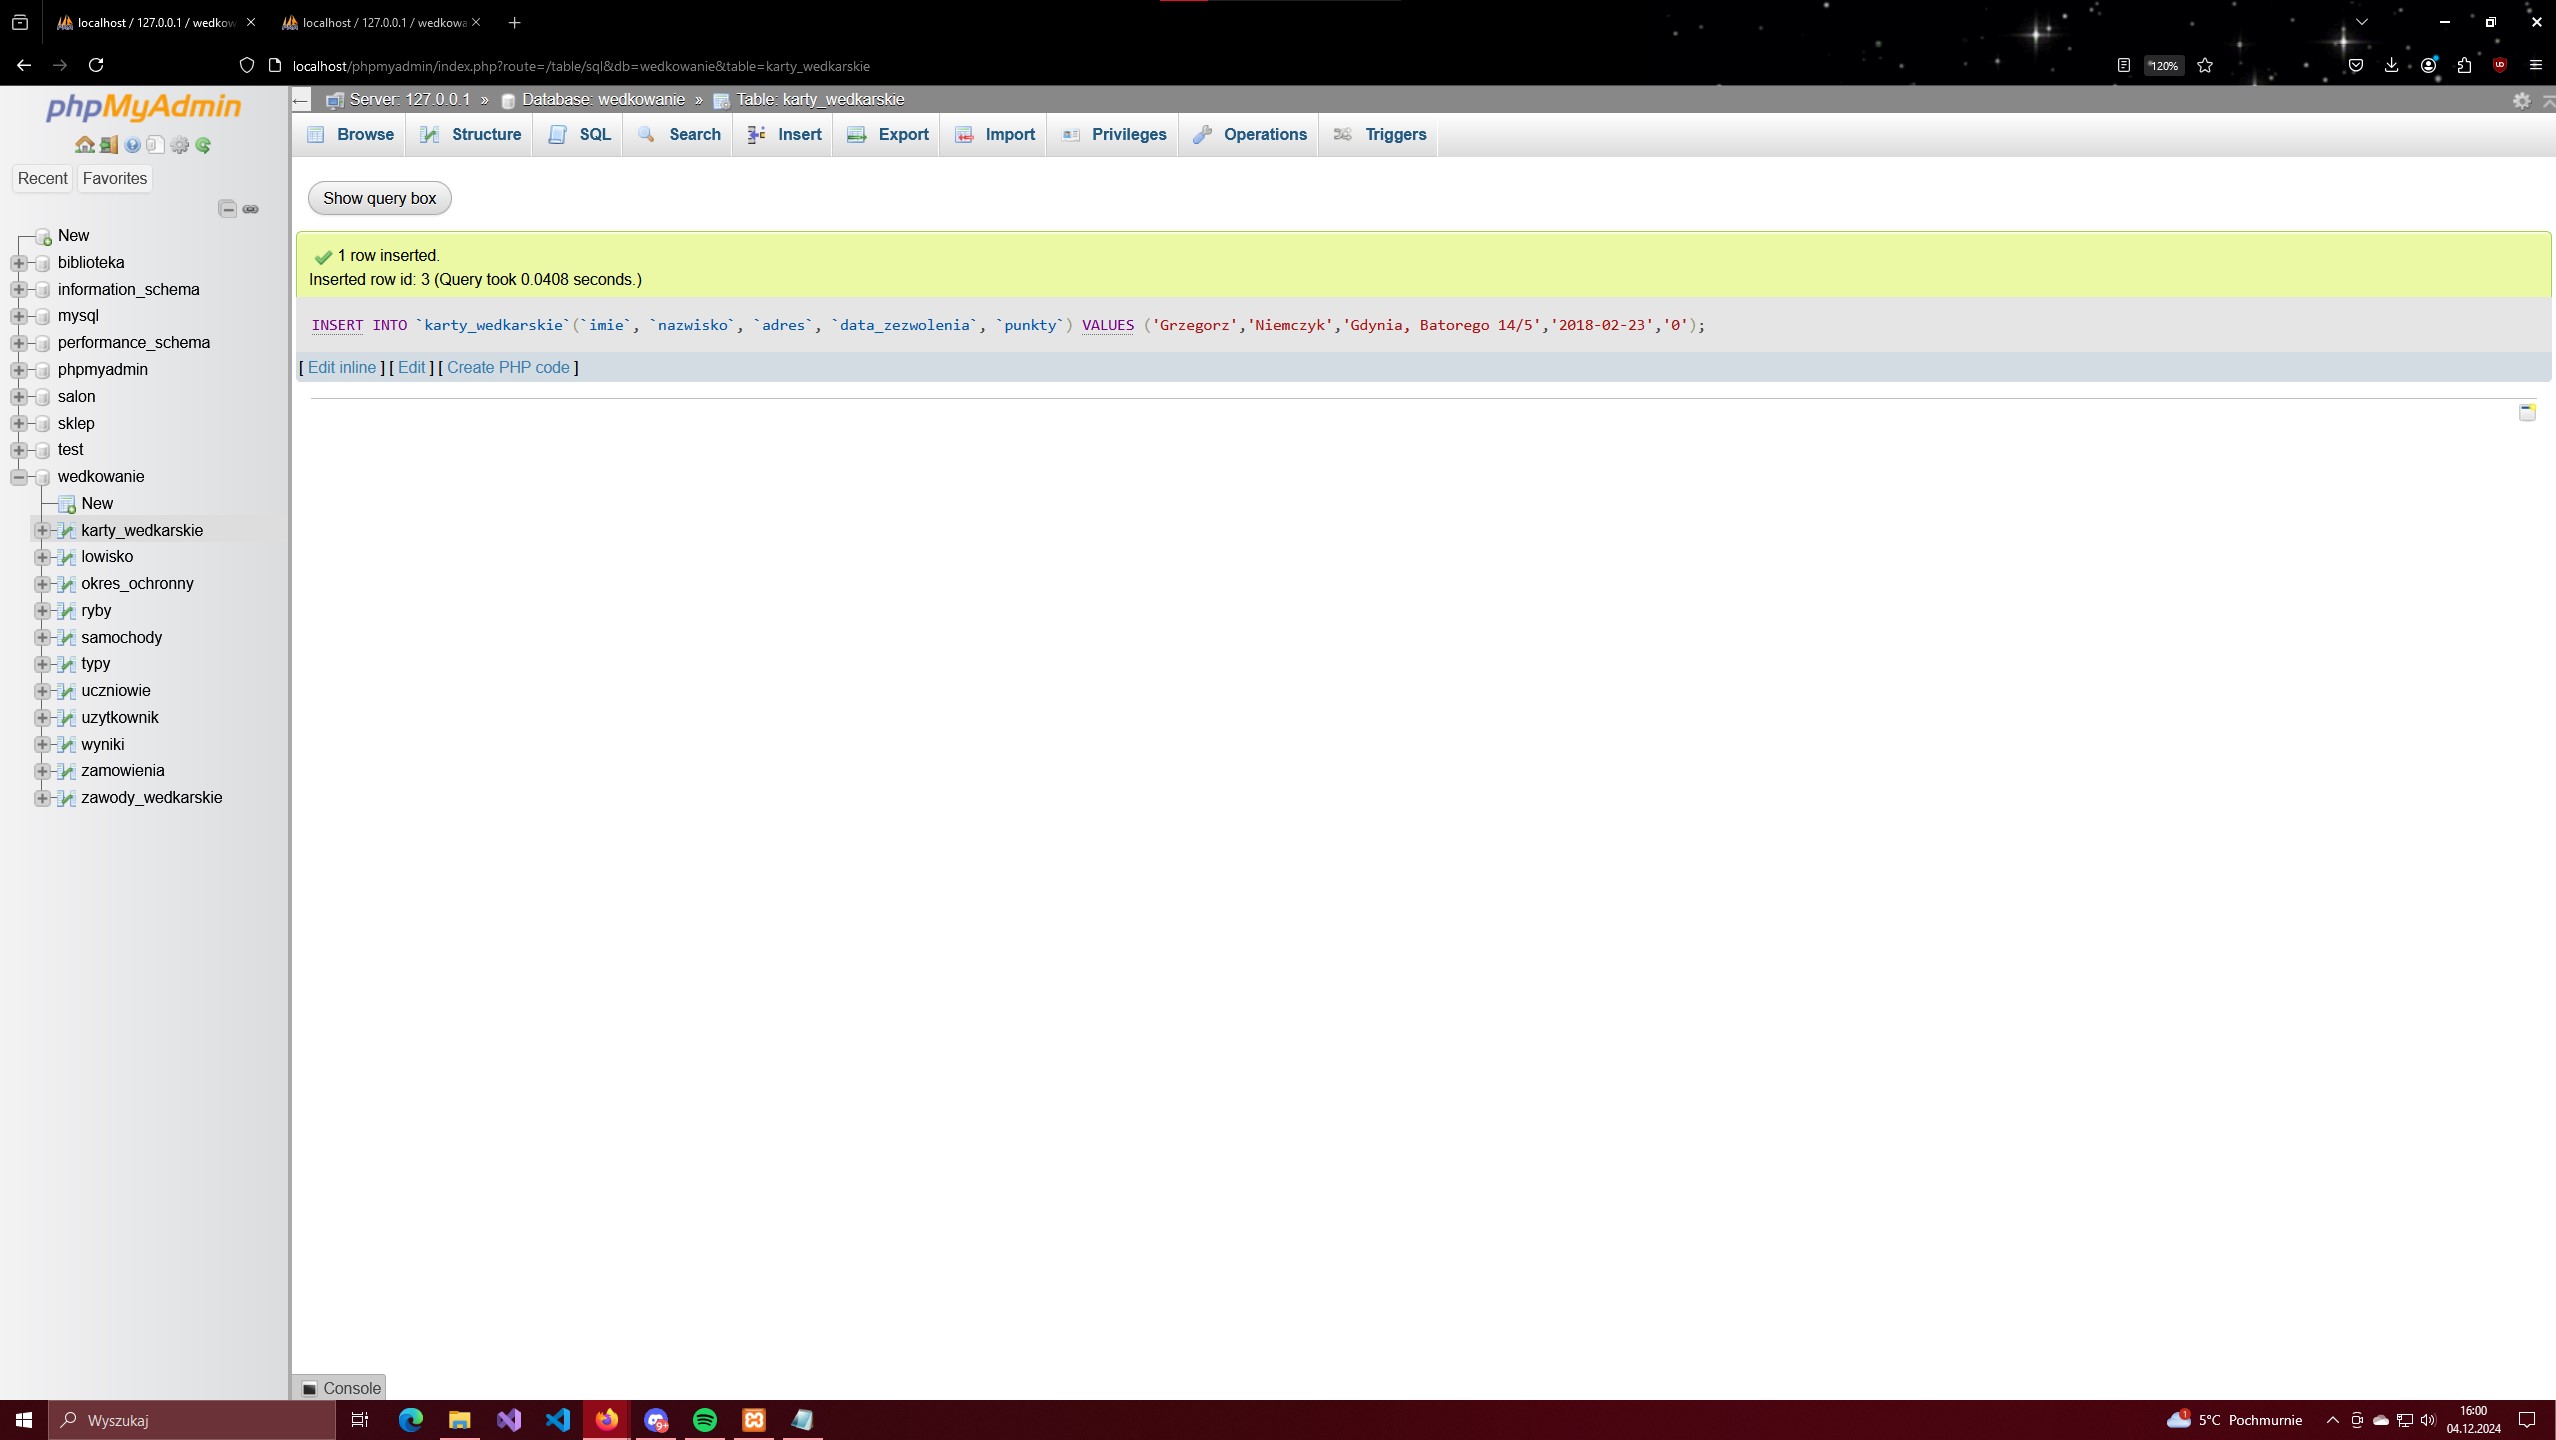 localhost / 127.0.0.1 / wedkow
localhost / 127.0.0.1 / wedkowa
localhost/phpmyadmin/index.php?route=/table/sql&db=wedkowanie&table=karty_wedkarskie
120%
phpMyAdmin
Recent
Favorites
New
biblioteka
information_schema
mysql
performance_schema
phpmyadmin
salon
sklep
test
wedkowanie
New
karty_wedkarskie
lowisko
okres_ochronny
ryby
samochody
typy
uczniowie
uzytkownik
wyniki
zamowienia
zawody_wedkarskie
Server: 127.0.0.1 » Database: wedkowanie » Table: karty_wedkarskie
Browse Structure SQL Search Insert Export Import Privileges Operations Triggers
Show query box
1 row inserted.
Inserted row id: 3 (Query took 0.0408 seconds.)
INSERT INTO `karty_wedkarskie`(`imie`, `nazwisko`, `adres`, `data_zezwolenia`, `punkty`) VALUES ('Grzegorz','Niemczyk','Gdynia, Batorego 14/5','2018-02-23','0');
[ Edit inline ] [ Edit ] [ Create PHP code ]
Console
Wyszukaj
9+
1
5°C Pochmurnie
16:00
04.12.2024